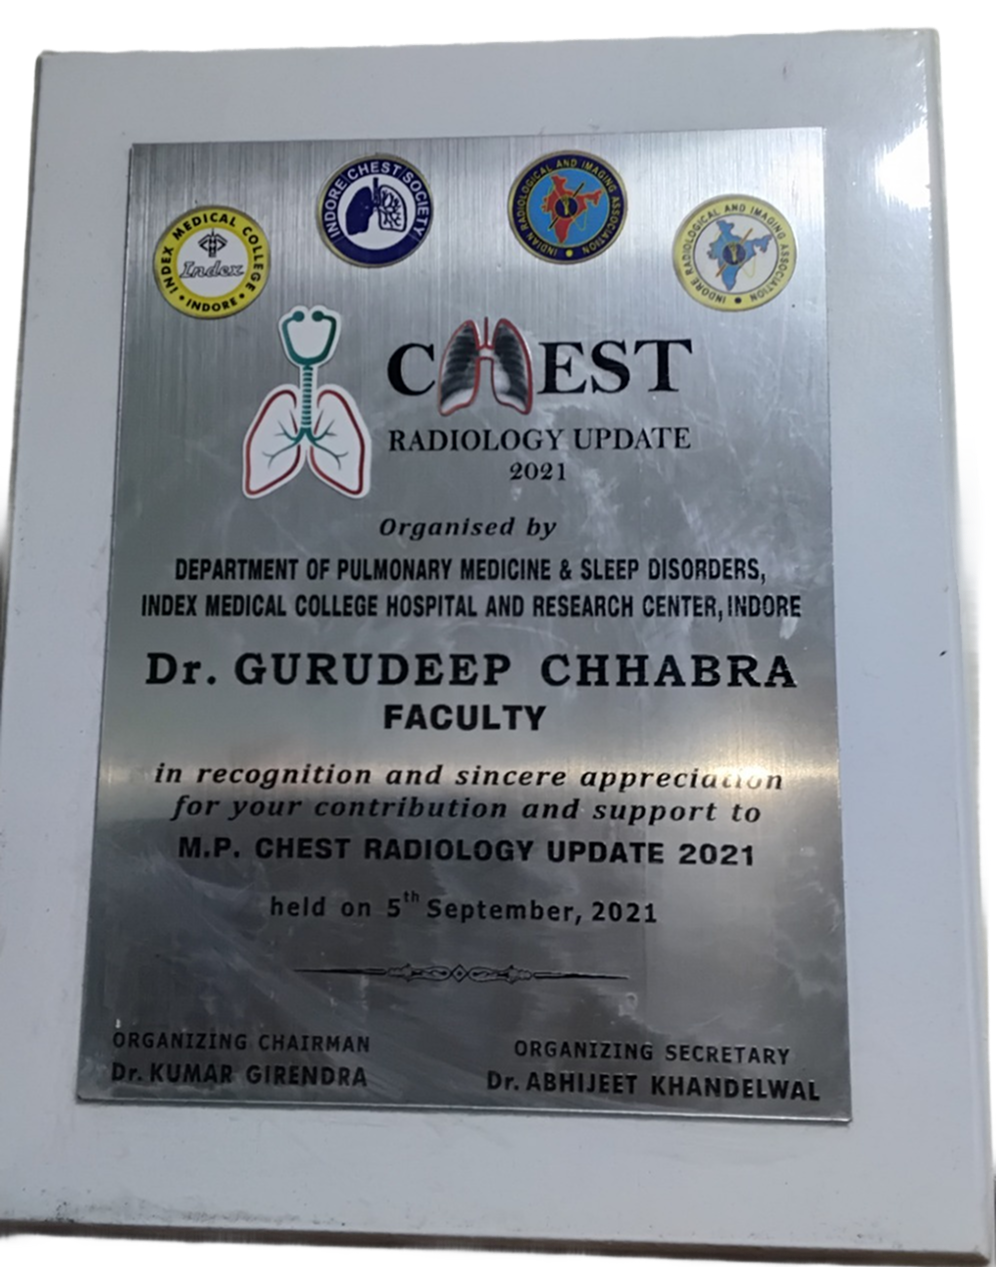 INDEX MEDICAL COLLEGE
Index
• INDORE •
INDORE CHEST SOCIETY
INDIAN RADIOLOGICAL AND IMAGING ASSOCIATION
INDORE RADIOLOGICAL AND IMAGING ASSOCIATION
CHEST
RADIOLOGY UPDATE
2021
Organised by
DEPARTMENT OF PULMONARY MEDICINE & SLEEP DISORDERS,
INDEX MEDICAL COLLEGE HOSPITAL AND RESEARCH CENTER, INDORE
Dr. GURUDEEP CHHABRA
FACULTY
in recognition and sincere appreciation
for your contribution and support to
M.P. CHEST RADIOLOGY UPDATE 2021
held on 5th September, 2021
ORGANIZING CHAIRMAN
Dr. KUMAR GIRENDRA
ORGANIZING SECRETARY
Dr. ABHIJEET KHANDELWAL